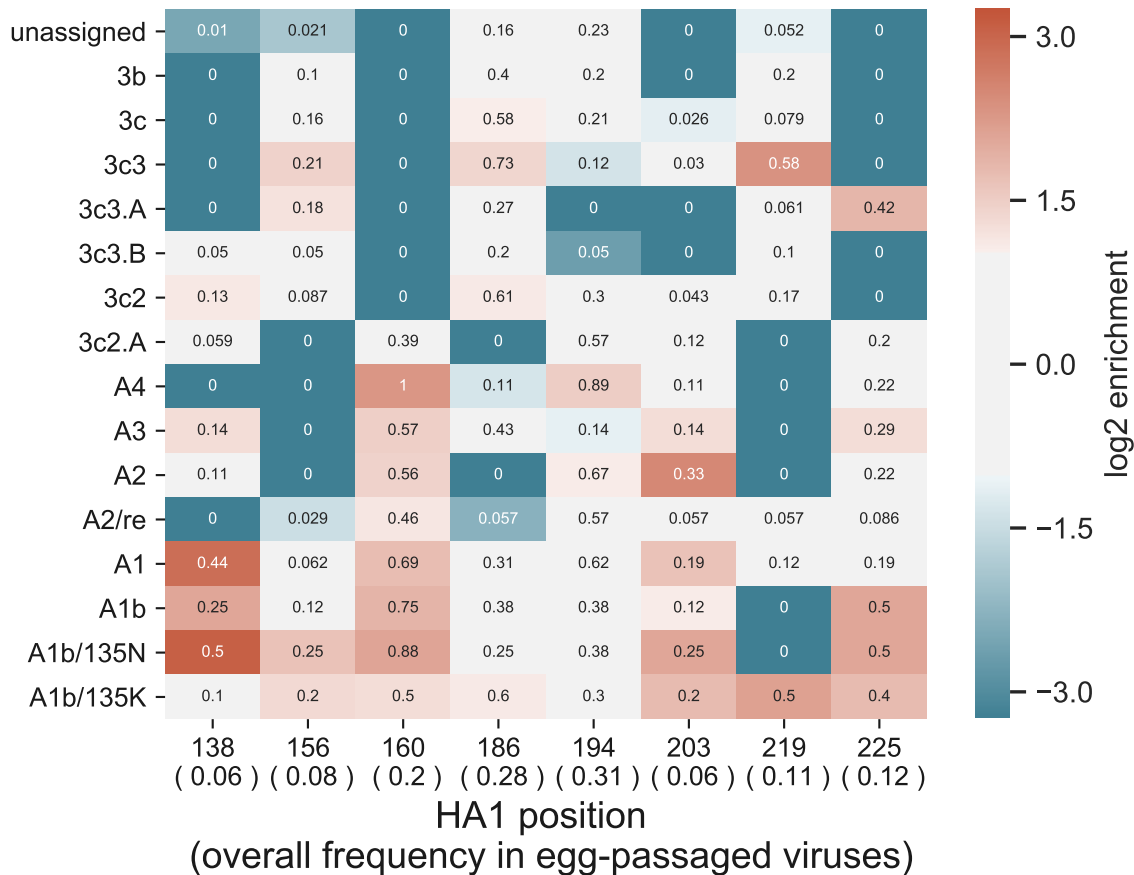 unassigned 0.01 0.021 0 0.16 0.23 0 0.052 0
3b 0 0.1 0 0.4 0.2 0 0.2 0
3c 0 0.16 0 0.58 0.21 0.026 0.079 0
3c3 0 0.21 0 0.73 0.12 0.03 0.58 0
3c3.A 0 0.18 0 0.27 0 0 0.061 0.42
3c3.B 0.05 0.05 0 0.2 0.05 0 0.1 0
3c2 0.13 0.087 0 0.61 0.3 0.043 0.17 0
3c2.A 0.059 0 0.39 0 0.57 0.12 0 0.2
A4 0 0 1 0.11 0.89 0.11 0 0.22
A3 0.14 0 0.57 0.43 0.14 0.14 0 0.29
A2 0.11 0 0.56 0 0.67 0.33 0 0.22
A2/re 0 0.029 0.46 0.057 0.57 0.057 0.057 0.086
A1 0.44 0.062 0.69 0.31 0.62 0.19 0.12 0.19
A1b 0.25 0.12 0.75 0.38 0.38 0.12 0 0.5
A1b/135N 0.5 0.25 0.88 0.25 0.38 0.25 0 0.5
A1b/135K 0.1 0.2 0.5 0.6 0.3 0.2 0.5 0.4
138 156 160 186 194 203 219 225
( 0.06 ) ( 0.08 ) ( 0.2 ) ( 0.28 ) ( 0.31 ) ( 0.06 ) ( 0.11 ) ( 0.12 )
HA1 position
(overall frequency in egg-passaged viruses)
3.0
1.5
0.0
−1.5
−3.0
log2 enrichment